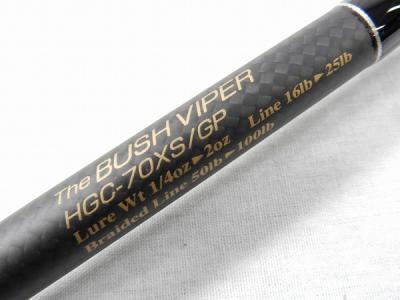 The BUSH VIPER
HGC-70XS/GP
Lure Wt 1/4oz▶2oz Line 16lb▶25lb
Braided Line 50lb▶100lb